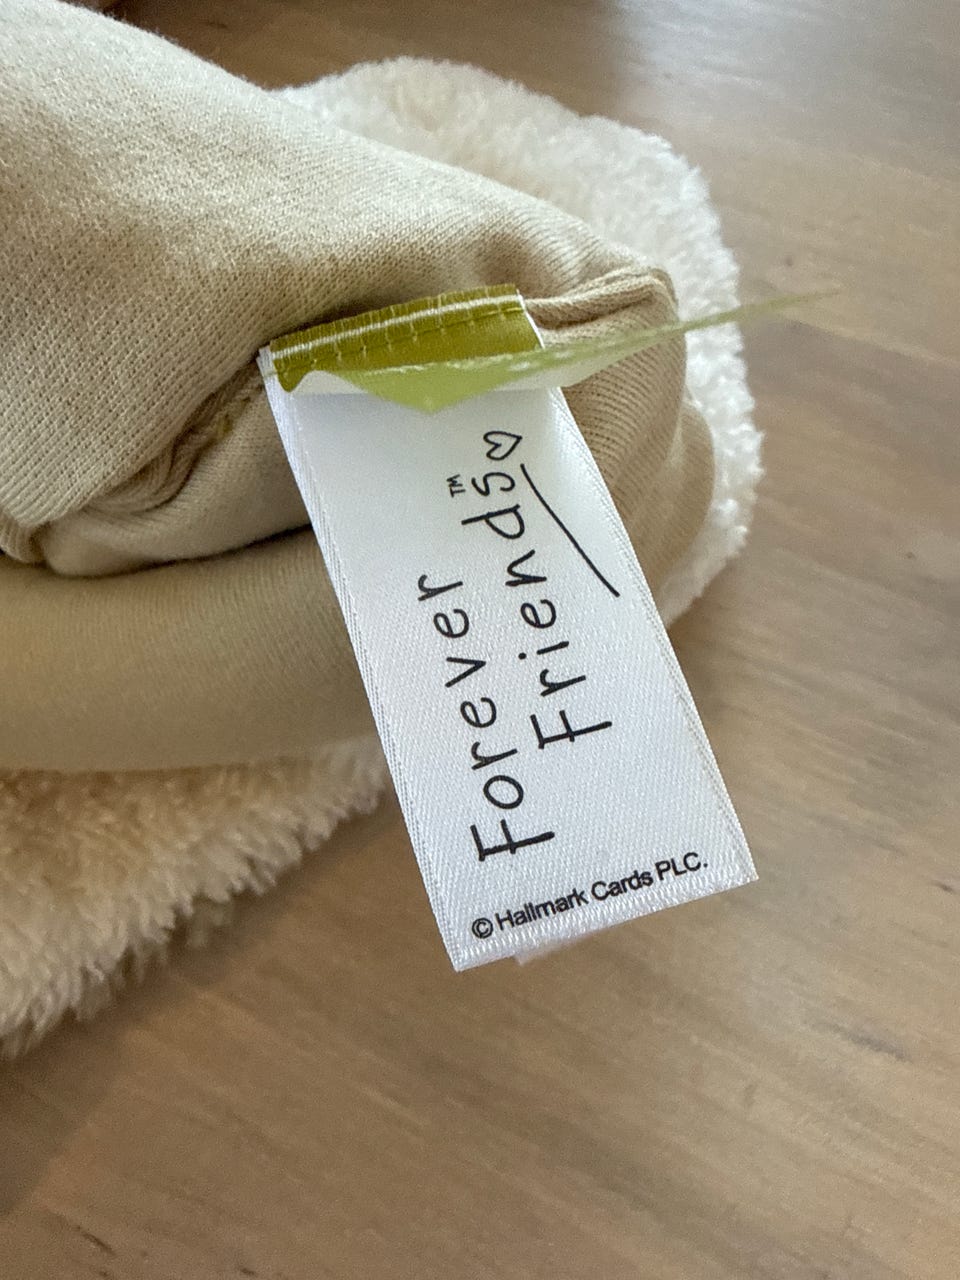 Forever
Friends™♡
© Hallmark Cards PLC.